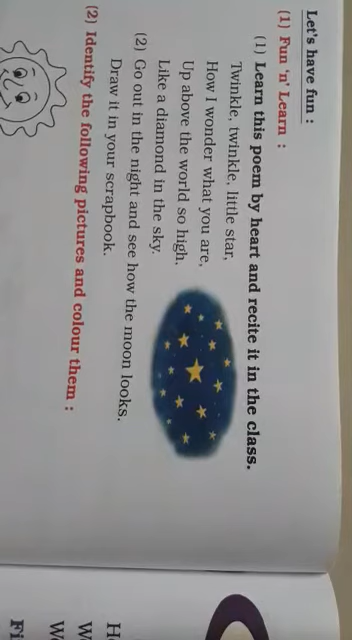 Let's have fun :
(1) Fun 'n' Learn :
(1) Learn this poem by heart and recite it in the class.
Twinkle, twinkle, little star,
How I wonder what you are,
Up above the world so high,
Like a diamond in the sky.
(2) Go out in the night and see how the moon looks.
Draw it in your scrapbook.
(2) Identify the following pictures and colour them :